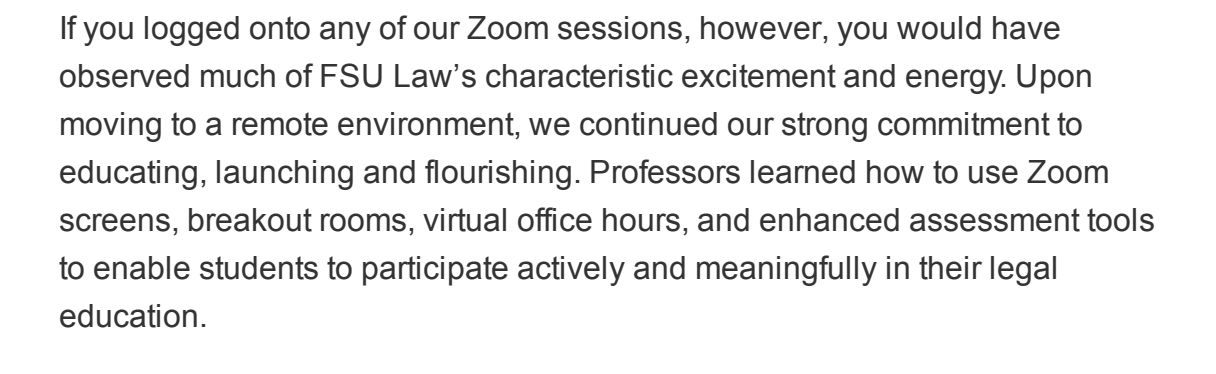 If you logged onto any of our Zoom sessions, however, you would have
observed much of FSU Law’s characteristic excitement and energy. Upon
moving to a remote environment, we continued our strong commitment to
educating, launching and flourishing. Professors learned how to use Zoom
screens, breakout rooms, virtual office hours, and enhanced assessment tools
to enable students to participate actively and meaningfully in their legal
education.